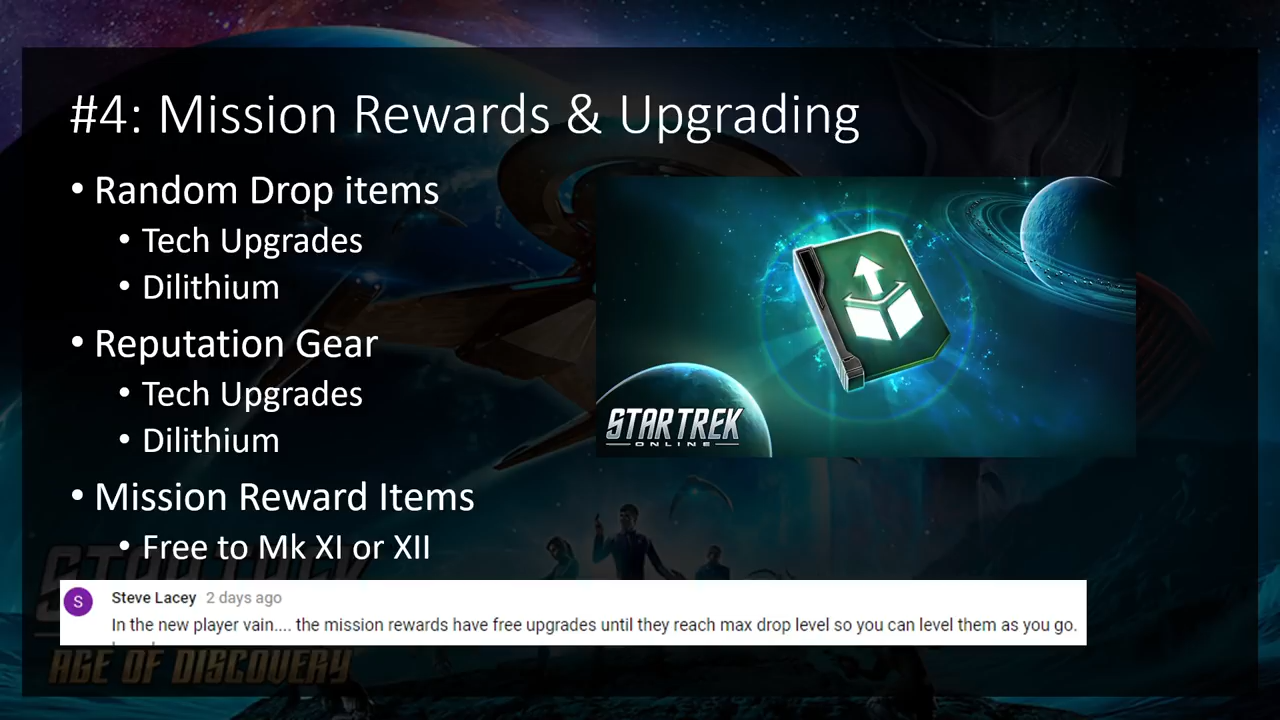 #4: Mission Rewards & Upgrading
• Random Drop items
• Tech Upgrades
• Dilithium
• Reputation Gear
• Tech Upgrades
• Dilithium
• Mission Reward Items
• Free to Mk XI or XII
STAR TREK
ONLINE
S
Steve Lacey 2 days ago
In the new player vain.... the mission rewards have free upgrades until they reach max drop level so you can level them as you go.
STAR TREK
AGE OF DISCOVERY